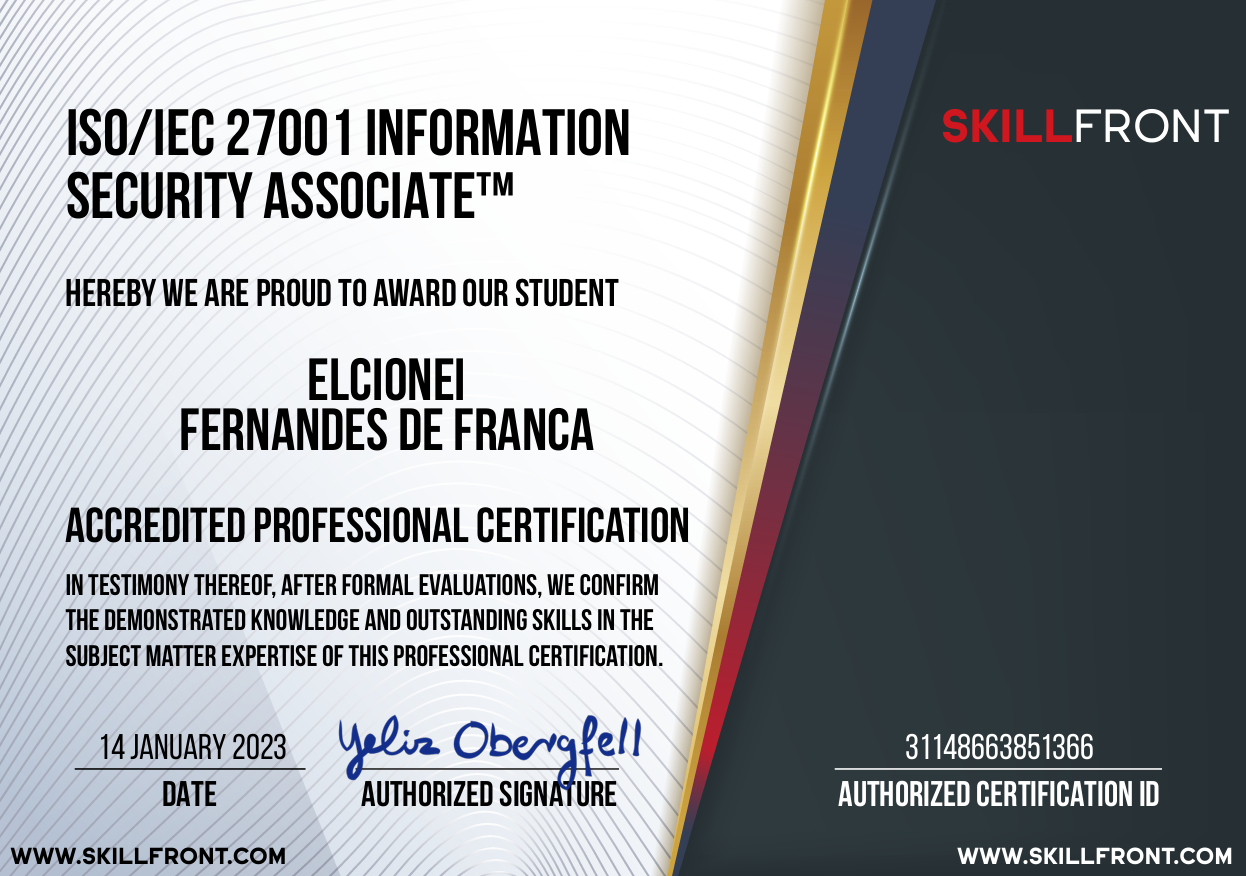 ISO/IEC 27001 INFORMATION
SECURITY ASSOCIATE™
SKILLFRONT
HEREBY WE ARE PROUD TO AWARD OUR STUDENT
ELCIONEI
FERNANDES DE FRANCA
ACCREDITED PROFESSIONAL CERTIFICATION
IN TESTIMONY THEREOF, AFTER FORMAL EVALUATIONS, WE CONFIRM
THE DEMONSTRATED KNOWLEDGE AND OUTSTANDING SKILLS IN THE
SUBJECT MATTER EXPERTISE OF THIS PROFESSIONAL CERTIFICATION.
14 JANUARY 2023
DATE
Yeliz Obergfell
AUTHORIZED SIGNATURE
31148663851366
AUTHORIZED CERTIFICATION ID
WWW.SKILLFRONT.COM
WWW.SKILLFRONT.COM